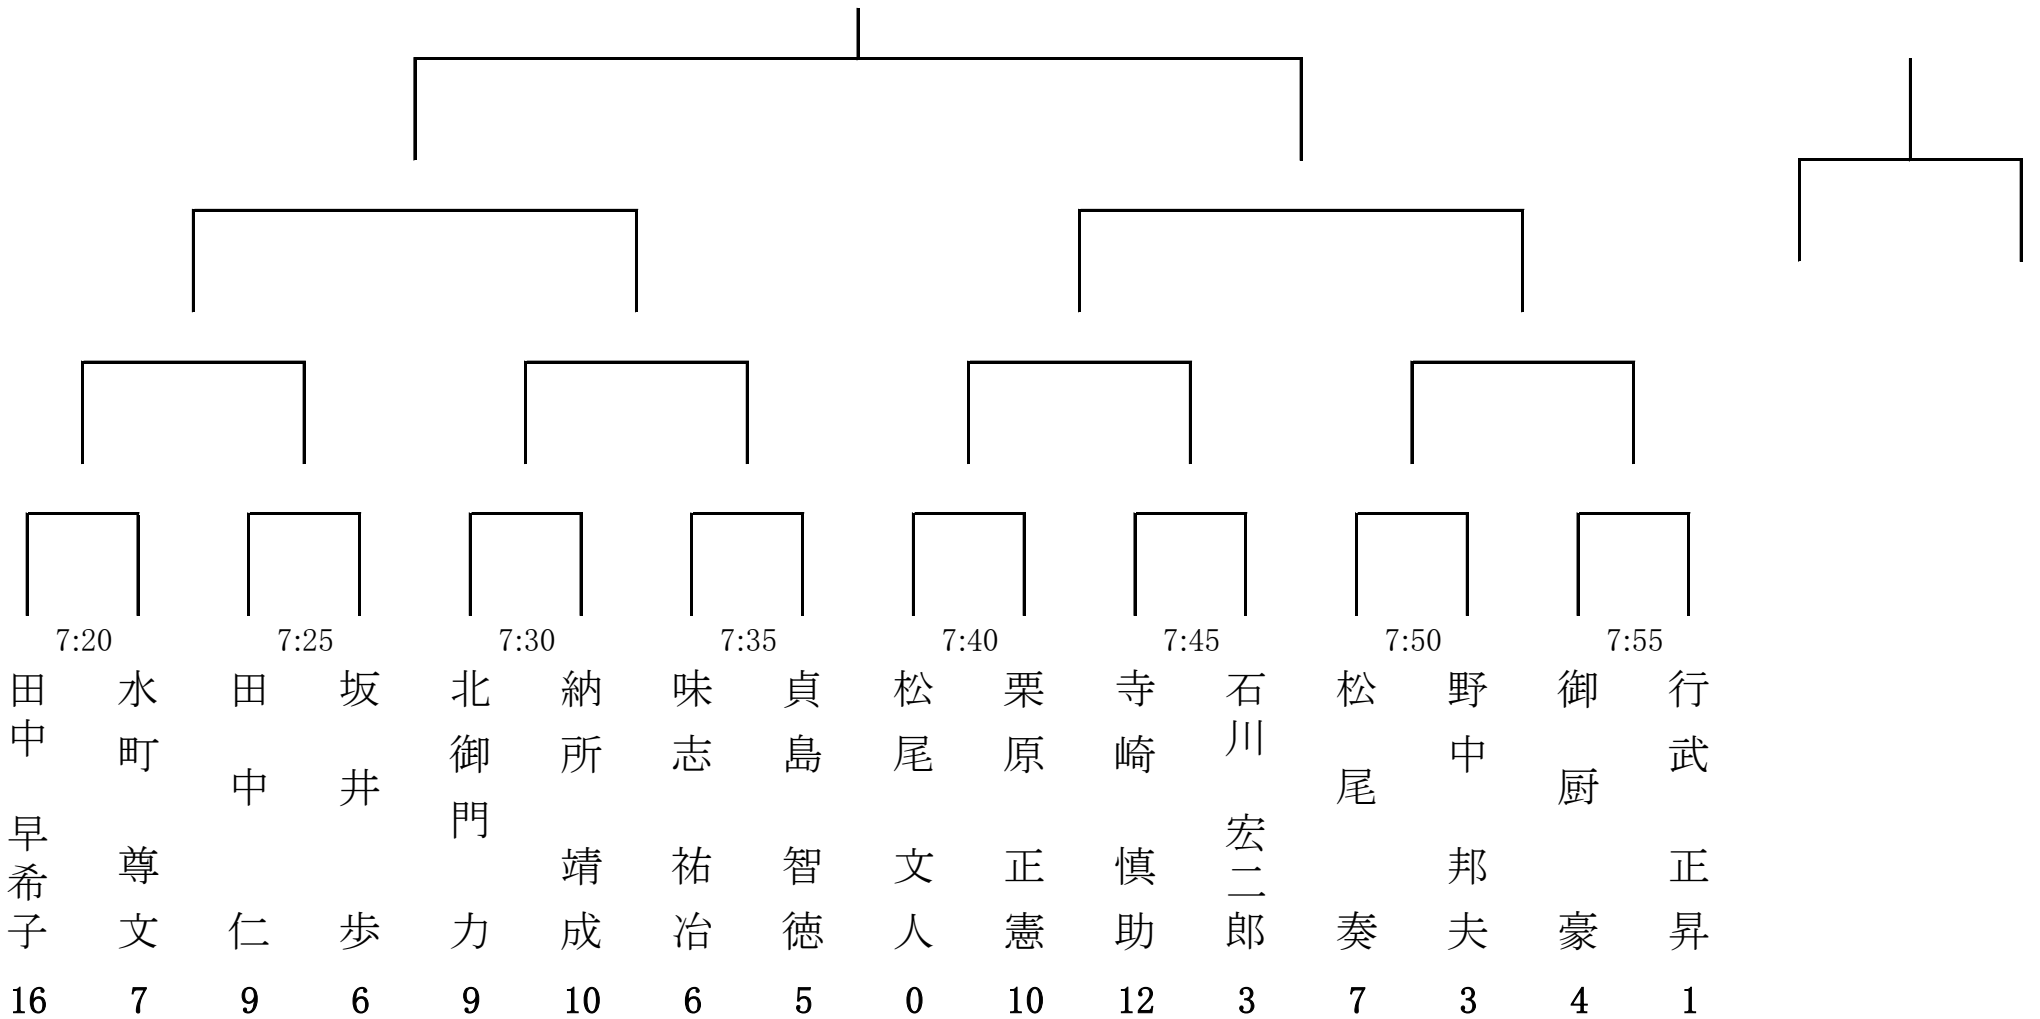 7:20 7:25 7:30 7:35 7:40 7:45 7:50 7:55
田中 早希子
水町 尊文
田中 仁
坂井 歩
北御門 力
納所 靖成
味志 祐冶
貞島 智徳
松尾 文人
栗原 正憲
寺崎 慎助
石川 宏二郎
松尾 奏
野中 邦夫
御厨 豪
行武 正昇
16 7 9 6 9 10 6 5 0 10 12 3 7 3 4 1